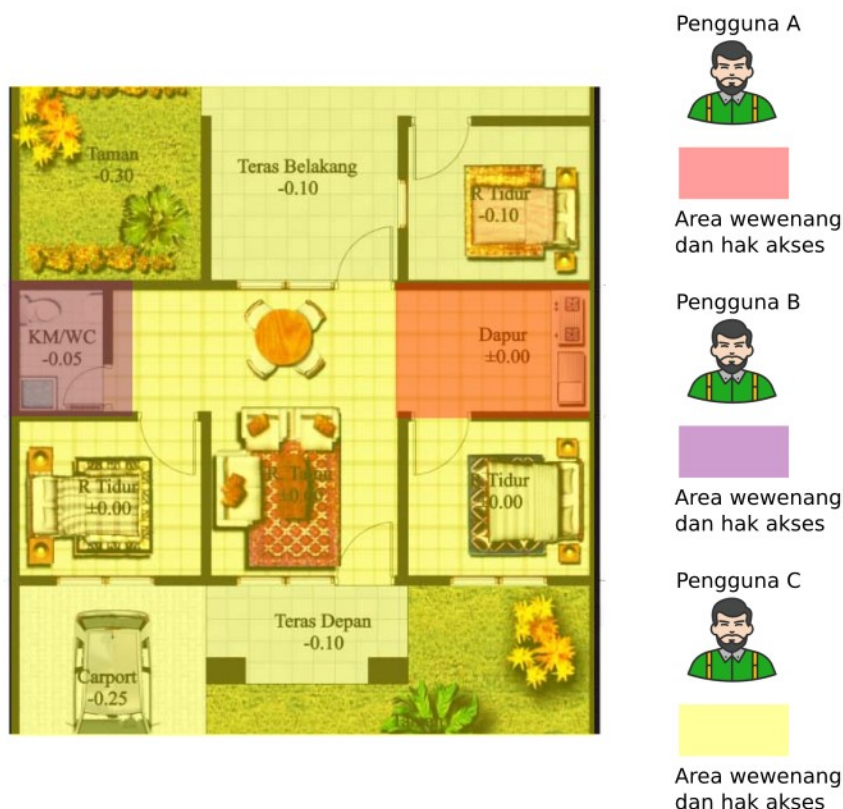 Pengguna A
Area wewenang
dan hak akses
Pengguna B
Area wewenang
dan hak akses
Pengguna C
Area wewenang
dan hak akses
Taman
-0.30
Teras Belakang
-0.10
R Tidur
-0.10
KM/WC
-0.05
Dapur
±0.00
R Tidur
±0.00
R.
±0.00
R Tidur
±0.00
Teras Depan
-0.10
Carport
-0.25